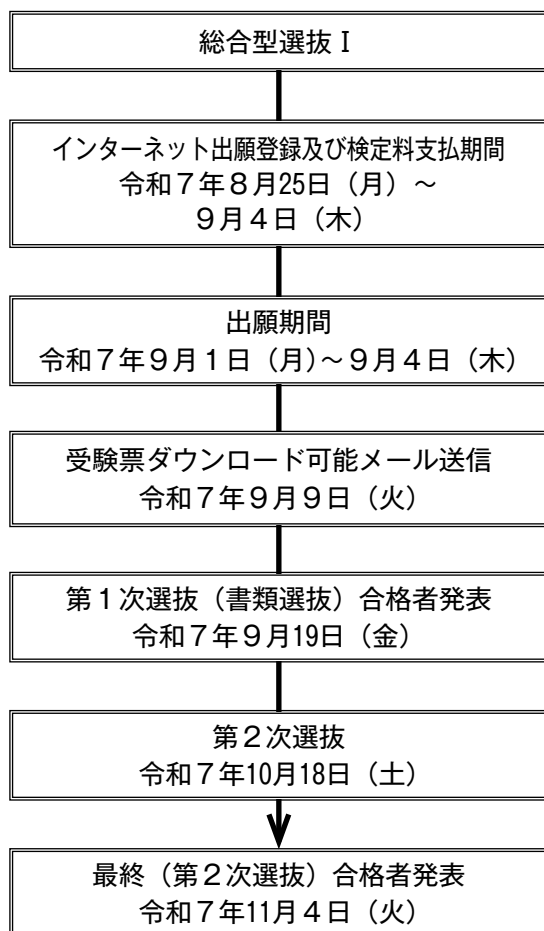 総合型選抜Ⅰ
インターネット出願登録及び検定料支払期間
令和７年８月25日（月）～
９月４日（木）
出願期間
令和７年９月１日（月）～９月４日（木）
受験票ダウンロード可能メール送信
令和７年９月９日（火）
第１次選抜（書類選抜）合格者発表
令和７年９月19日（金）
第２次選抜
令和７年10月18日（土）
最終（第２次選抜）合格者発表
令和７年11月４日（火）